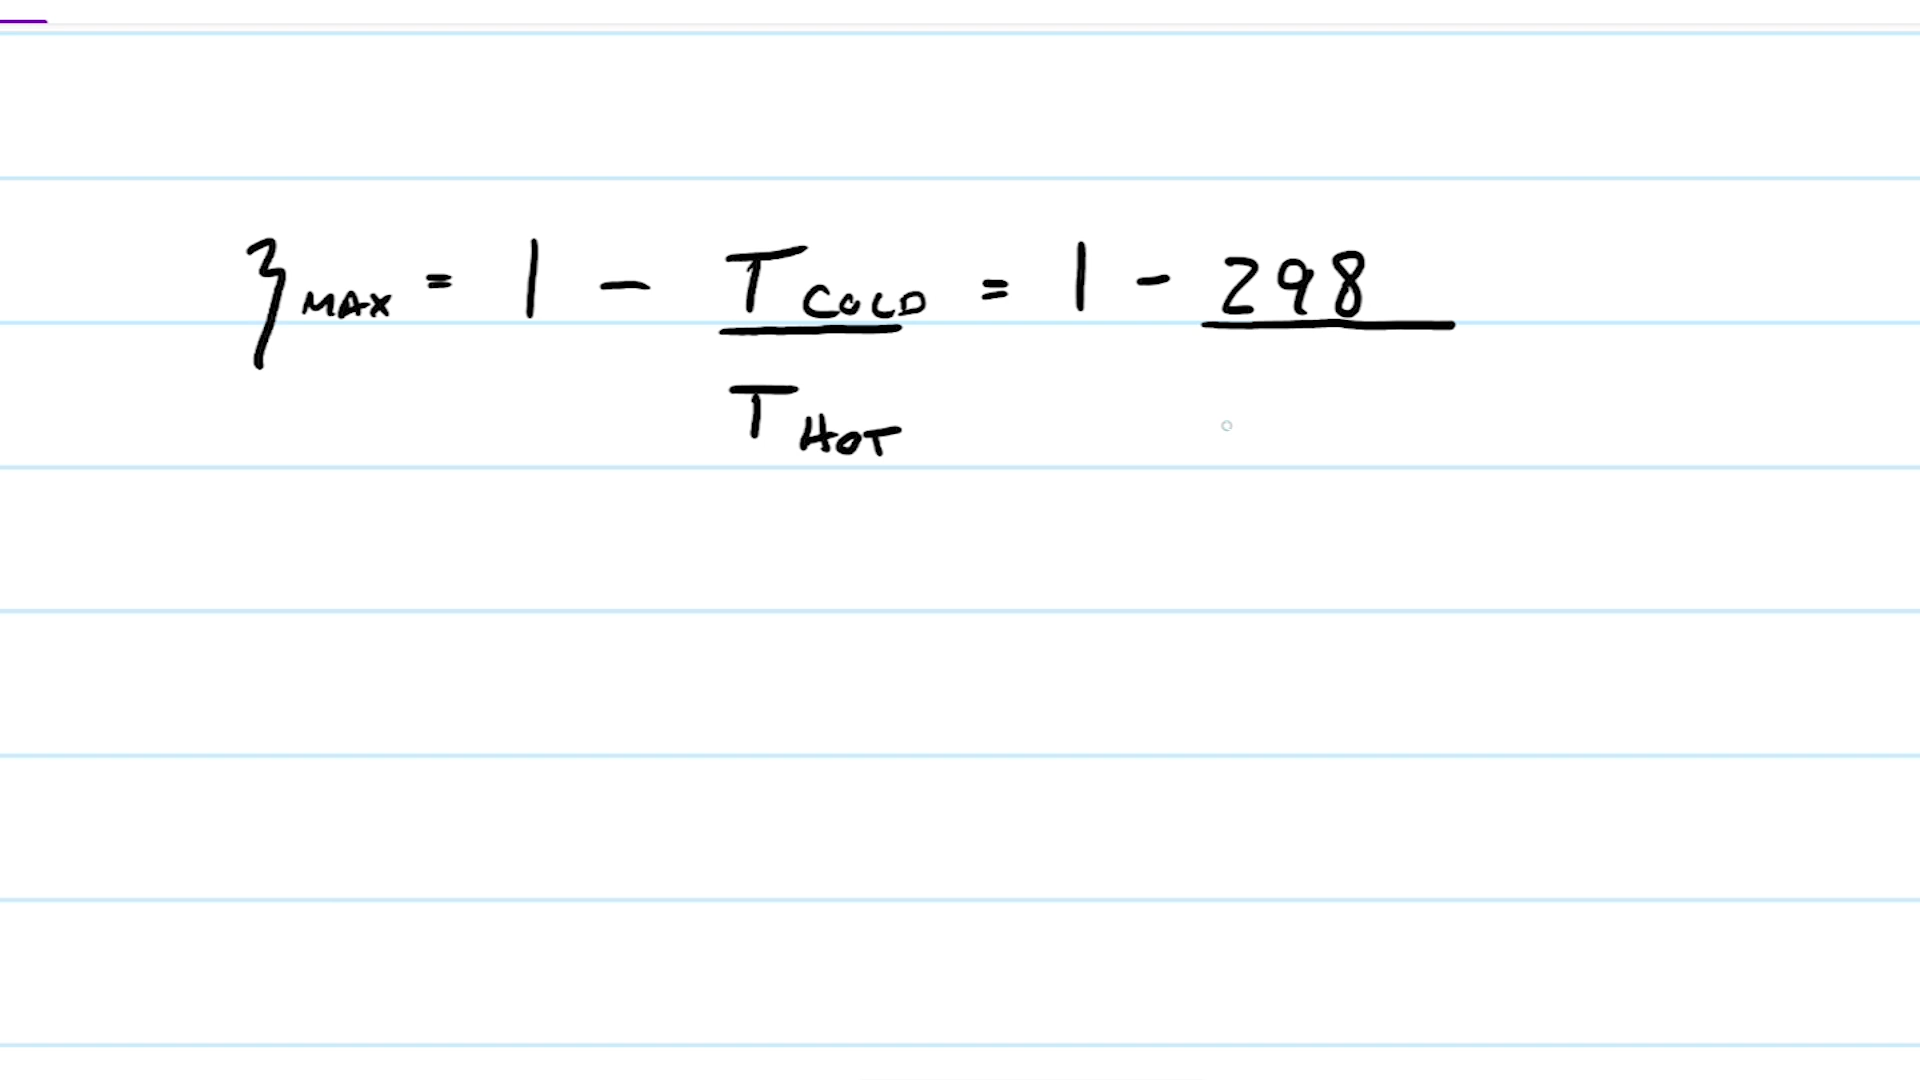 η MAX = 1 - T COLD = 1 - 298
T HOT